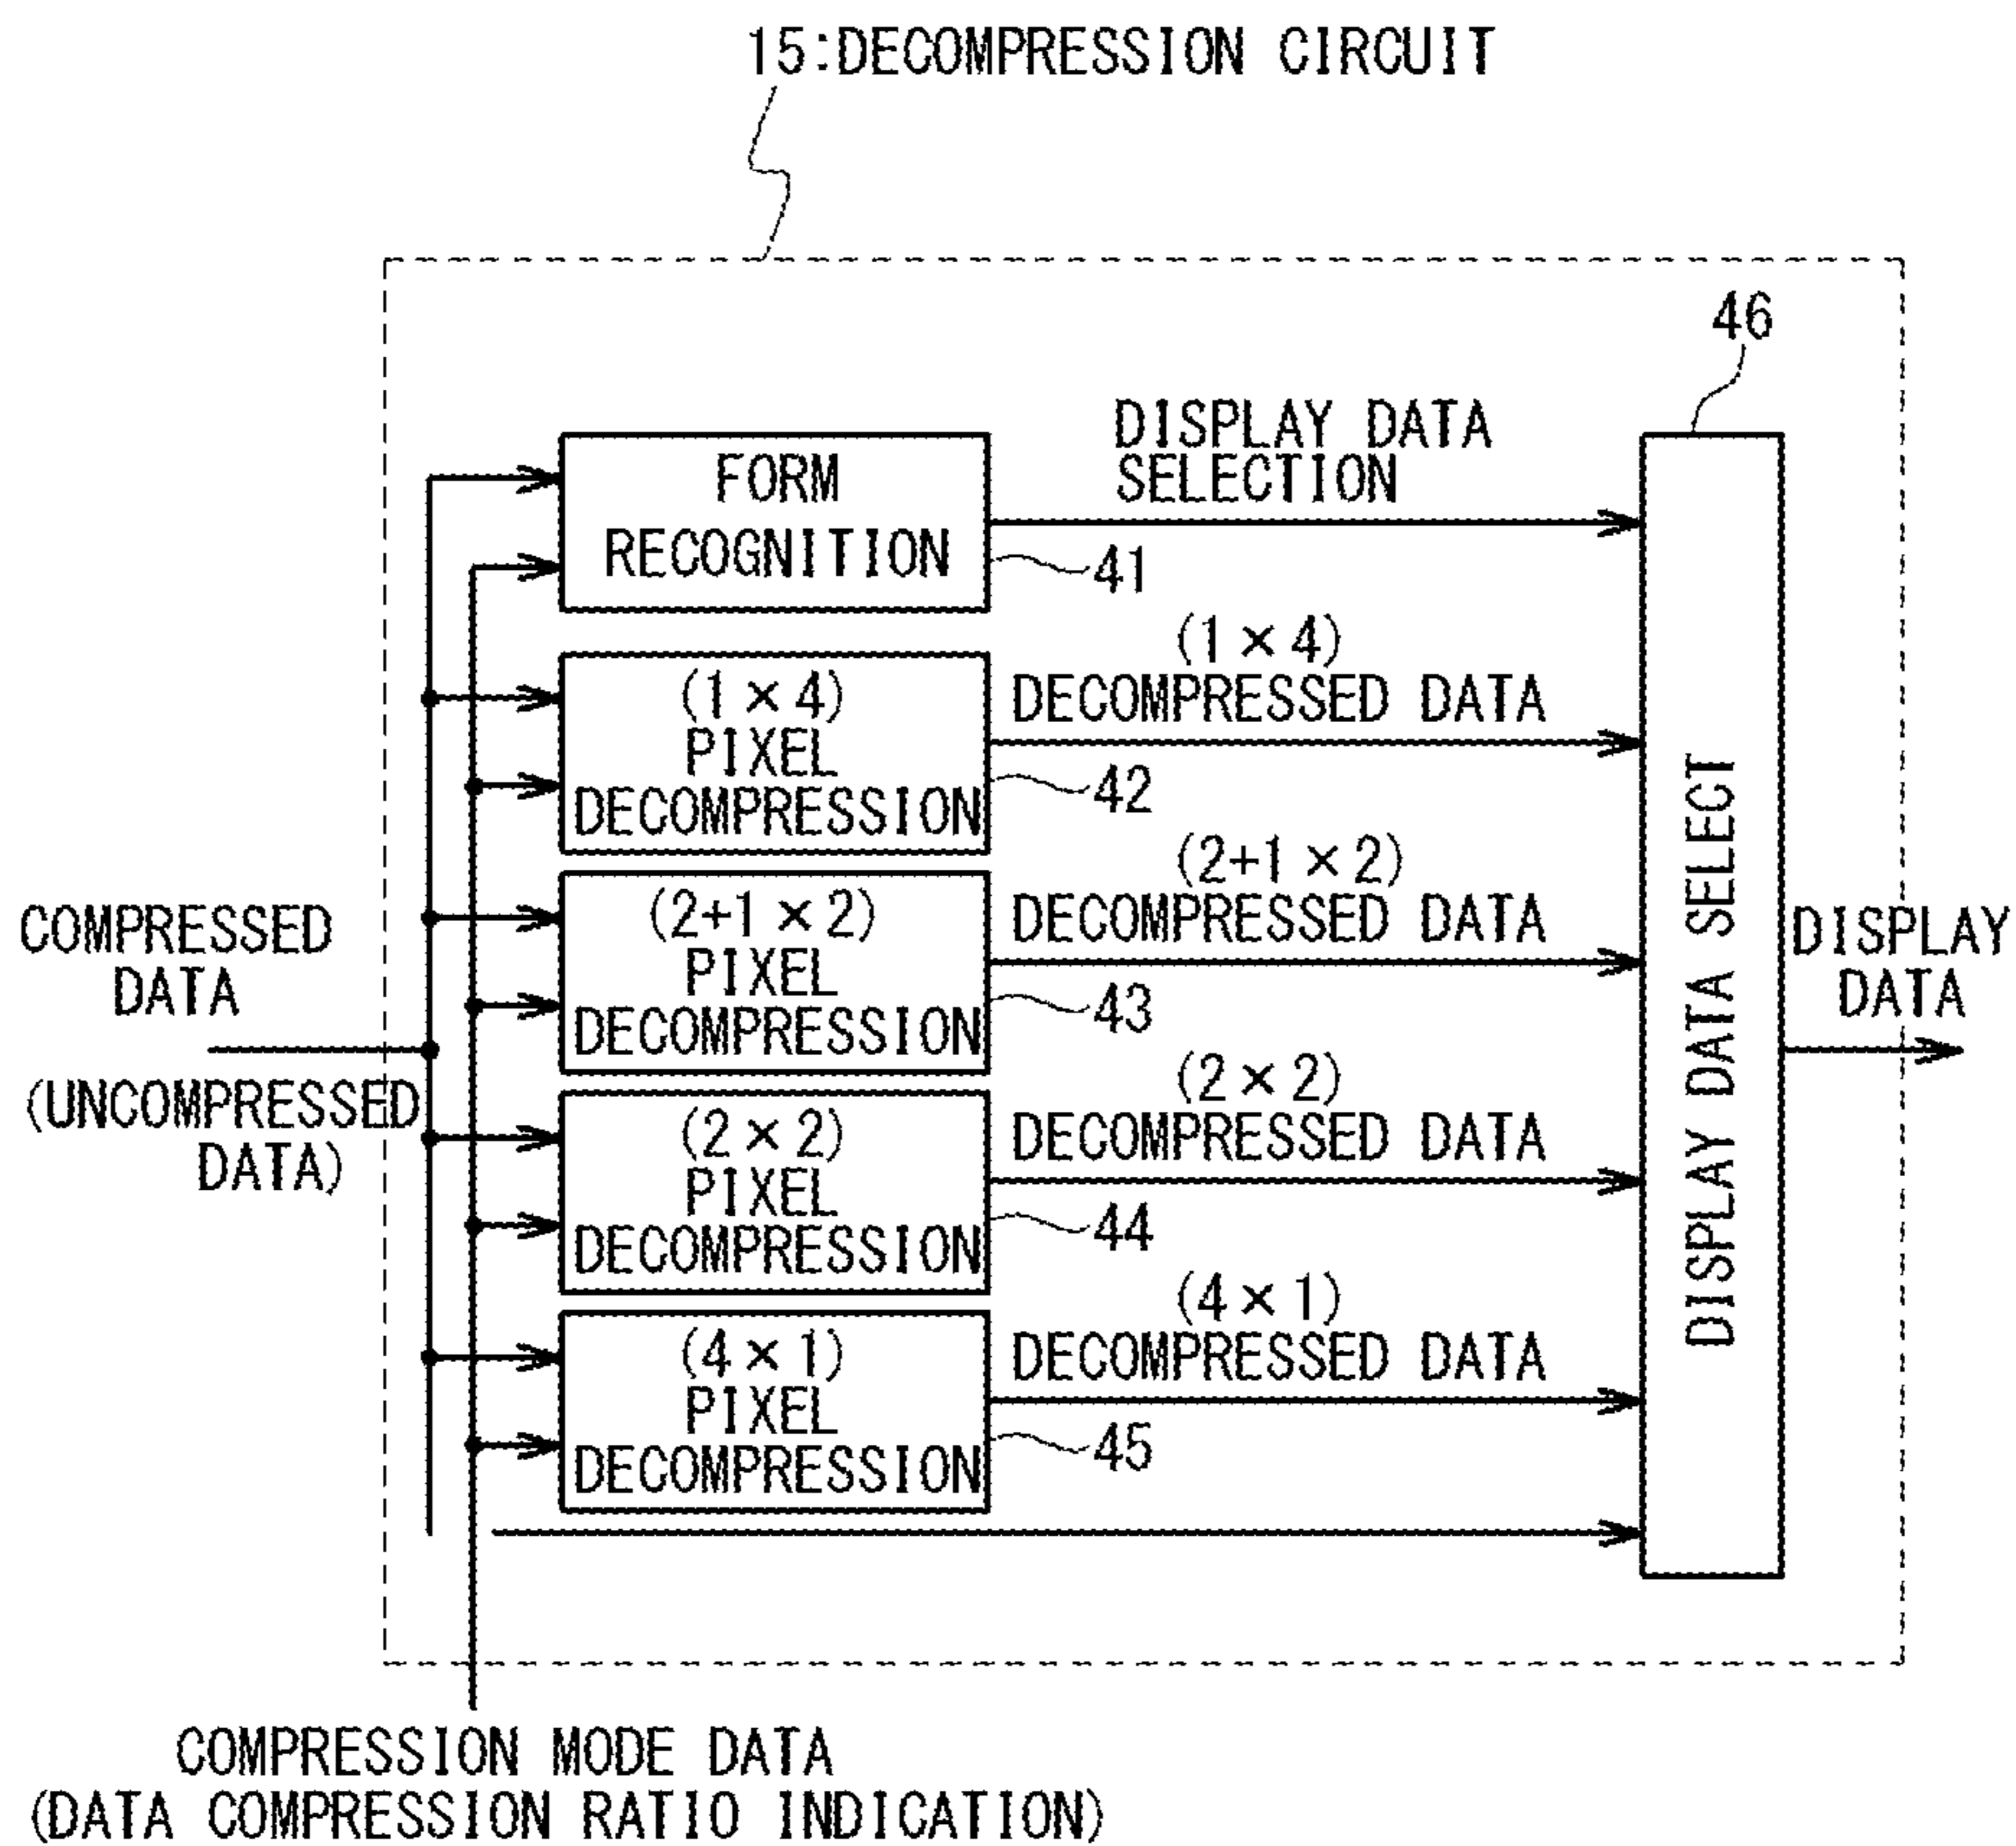 15:DECOMPRESSION CIRCUIT
46
DISPLAY DATA
SELECTION
FORM
RECOGNITION
41
(1×4)
DECOMPRESSED DATA
(1×4)
PIXEL
DECOMPRESSION
42
(2+1×2)
DECOMPRESSED DATA
(2+1×2)
PIXEL
DECOMPRESSION
43
COMPRESSED
DATA
(UNCOMPRESSED
DATA)
(2×2)
DECOMPRESSED DATA
(2×2)
PIXEL
DECOMPRESSION
44
(4×1)
DECOMPRESSED DATA
(4×1)
PIXEL
DECOMPRESSION
45
DISPLAY DATA SELECT
DISPLAY
DATA
COMPRESSION MODE DATA
(DATA COMPRESSION RATIO INDICATION)